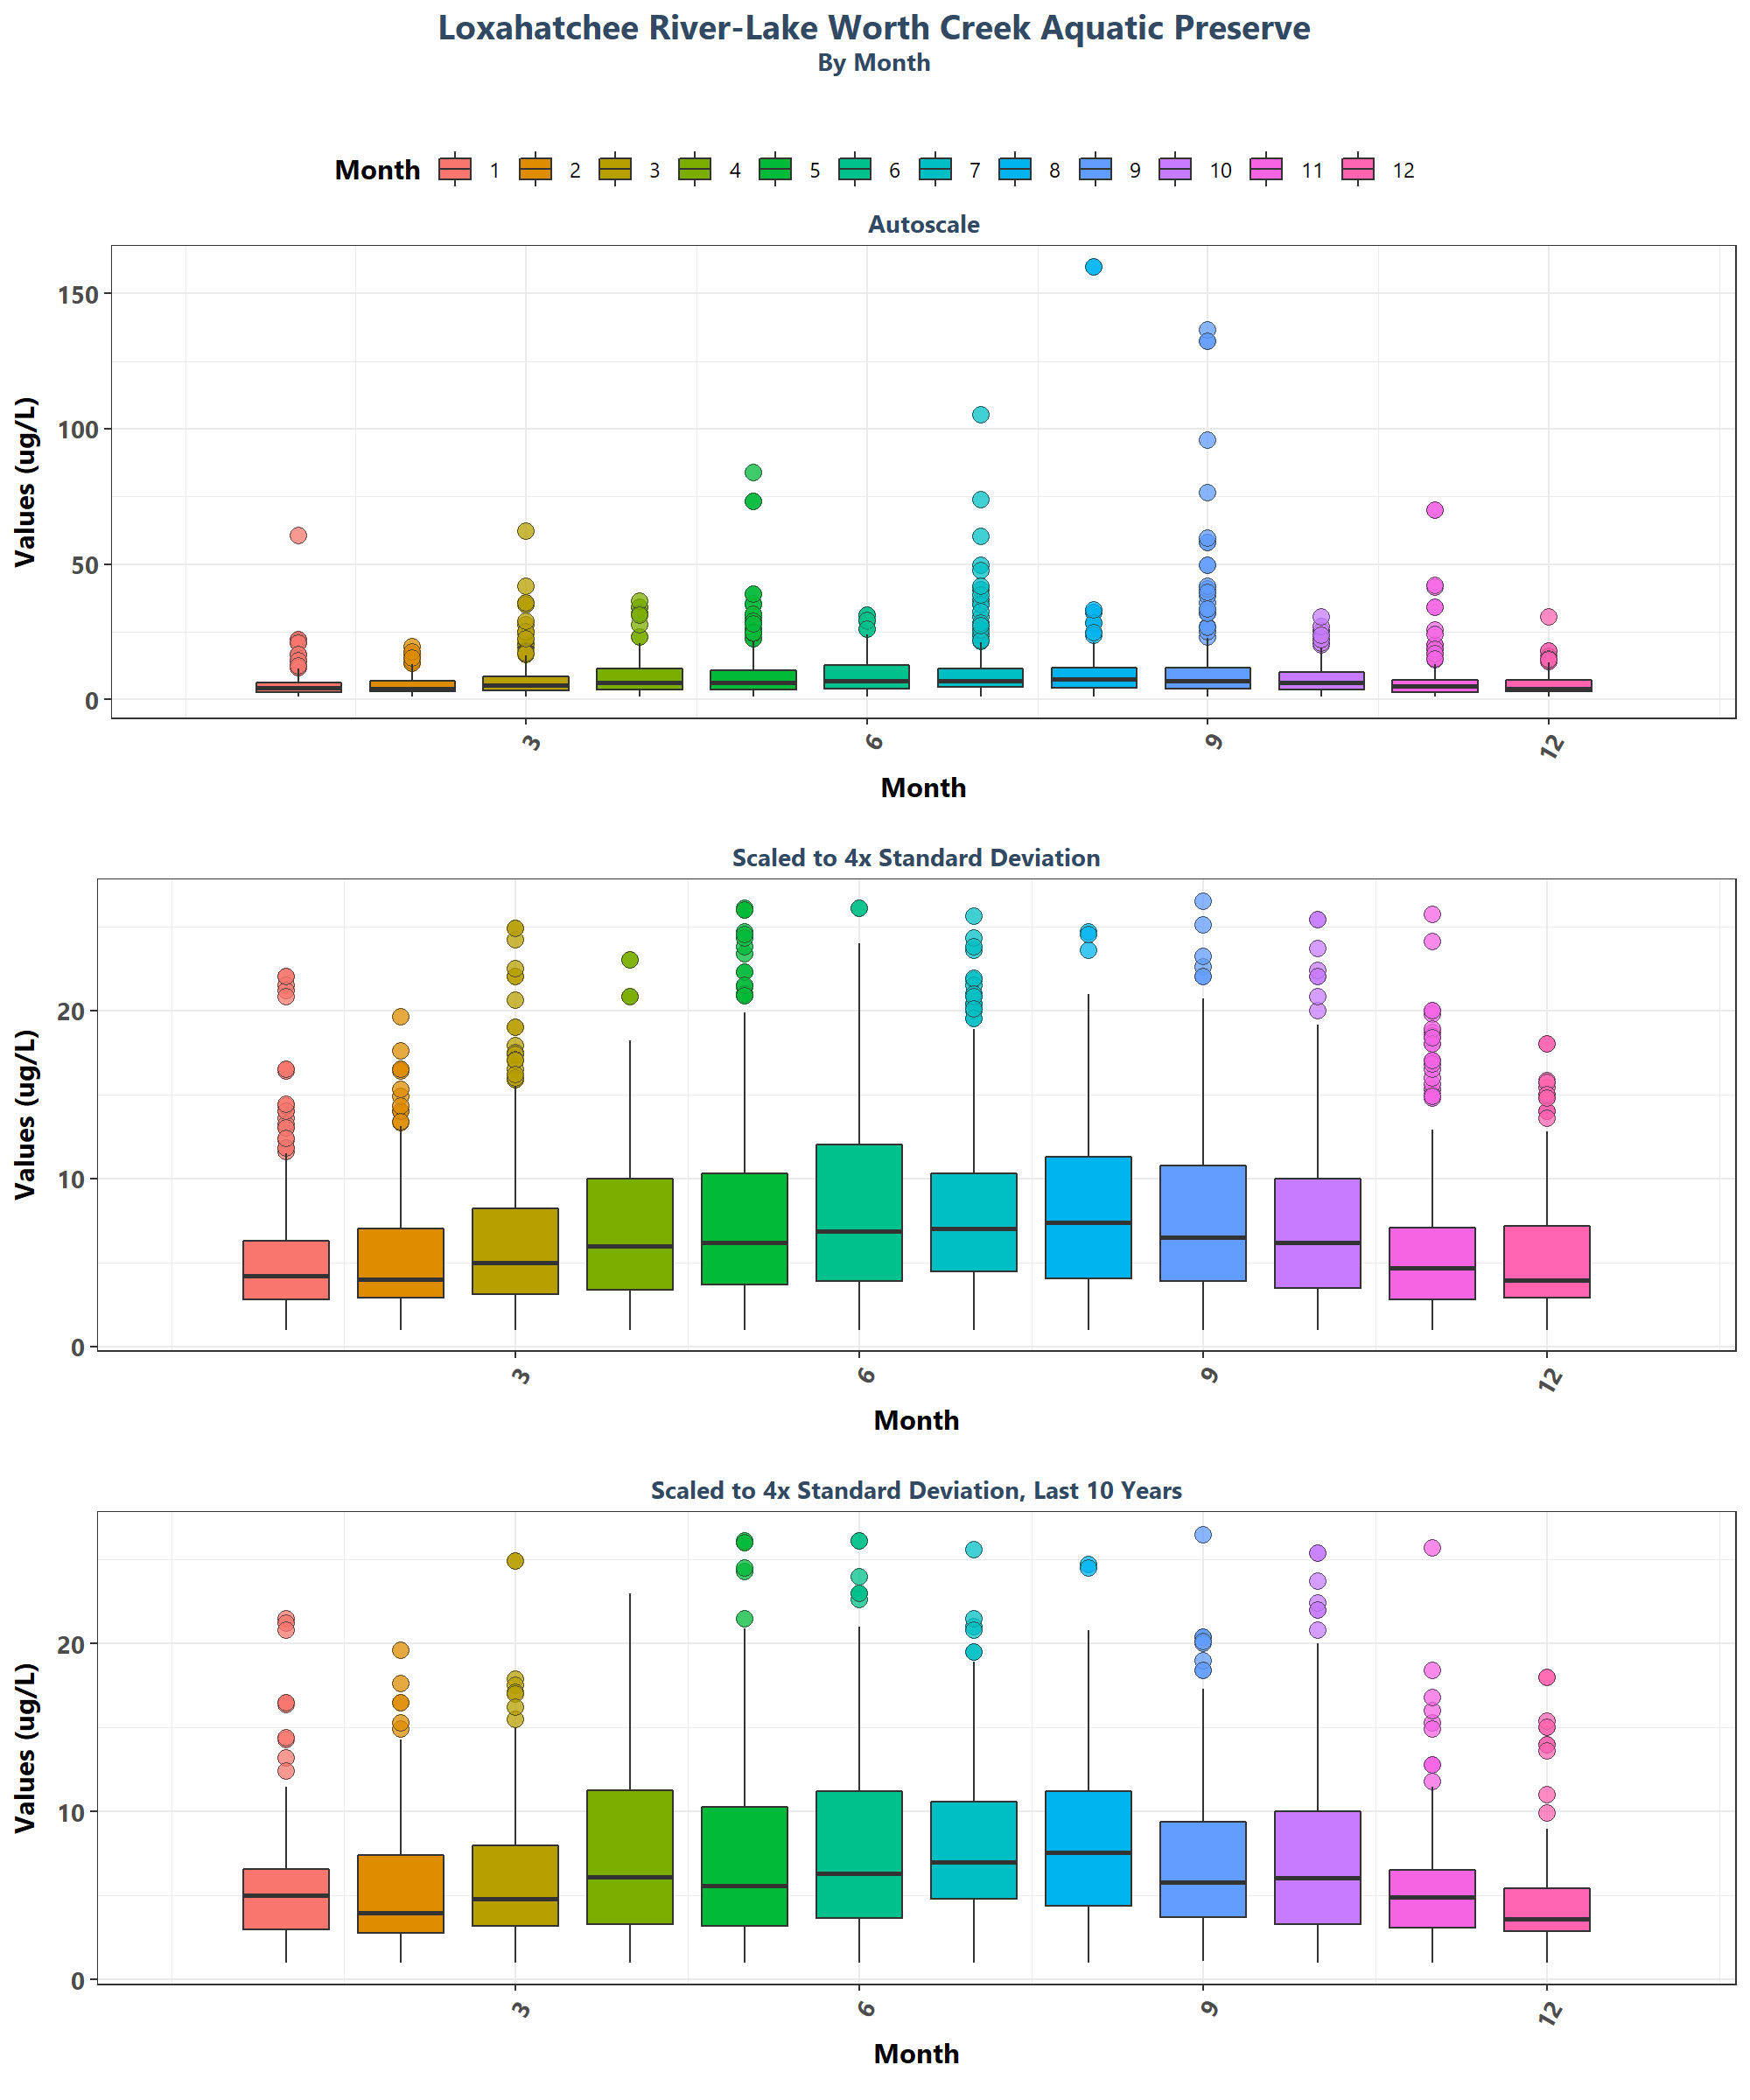 Loxahatchee River-Lake Worth Creek Aquatic Preserve
By Month
Month 1 2 3 4 5 6 7 8 9 10 11 12
Autoscale
Values (ug/L)
150
100
50
0
3 6 9 12
Month
Scaled to 4x Standard Deviation
Values (ug/L)
20
10
0
3 6 9 12
Month
Scaled to 4x Standard Deviation, Last 10 Years
Values (ug/L)
20
10
0
3 6 9 12
Month